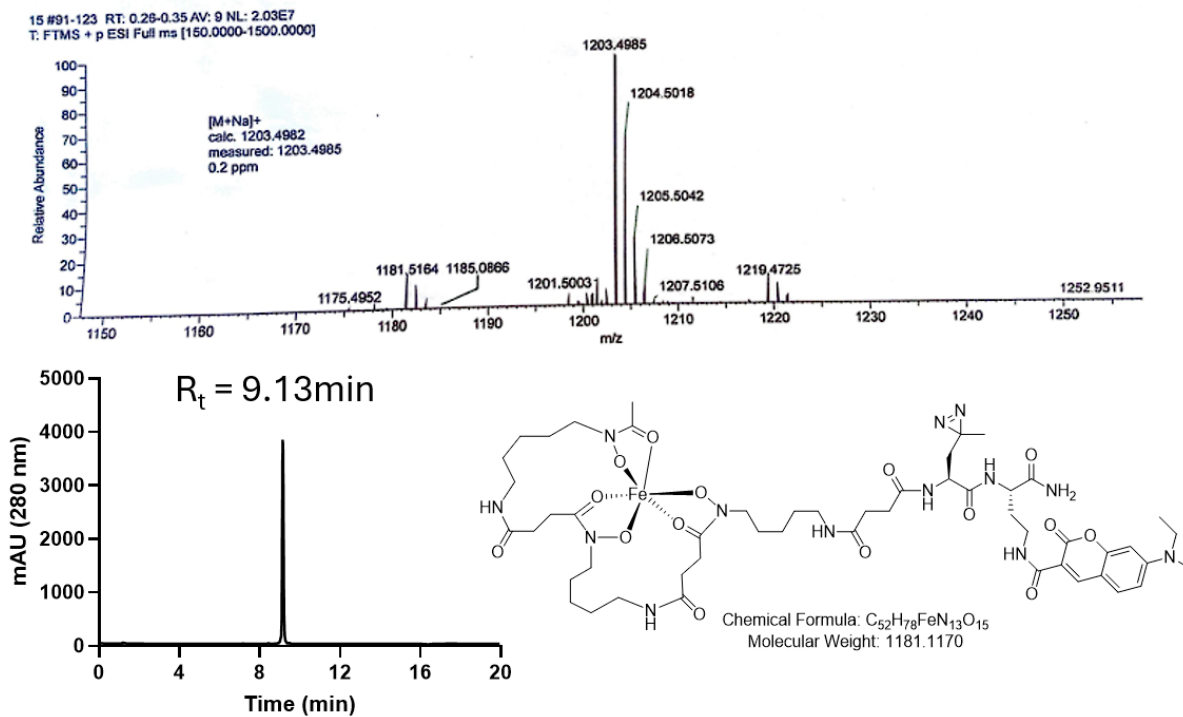 15 #91-123 RT: 0.26-0.35 AV: 9 NL: 2.03E7
T: FTMS + p ESI Full ms [150.0000-1500.0000]
1203.4985
1204.5018
[M+Na]+
calc. 1203.4982
measured: 1203.4985
0.2 ppm
1205.5042
1206.5073
1181.5164
1185.0866
1201.5003
1207.5106
1219.4725
1175.4952
1252.9511
Relative Abundance
100
90
80
70
60
50
40
30
20
10
0
1150 1160 1170 1180 1190 1200 1210 1220 1230 1240 1250
m/z
Rt = 9.13min
mAU (280 nm)
5000
4000
3000
2000
1000
0
0 4 8 12 16 20
Time (min)
N
O
O
Fe
O
HN
O
N
O
O
N
O
N
H
O
HN
O
O
H
N
N
N
O
H
N
O
NH2
HN
O
O
O
N
Chemical Formula: C52H78FeN13O15
Molecular Weight: 1181.1170